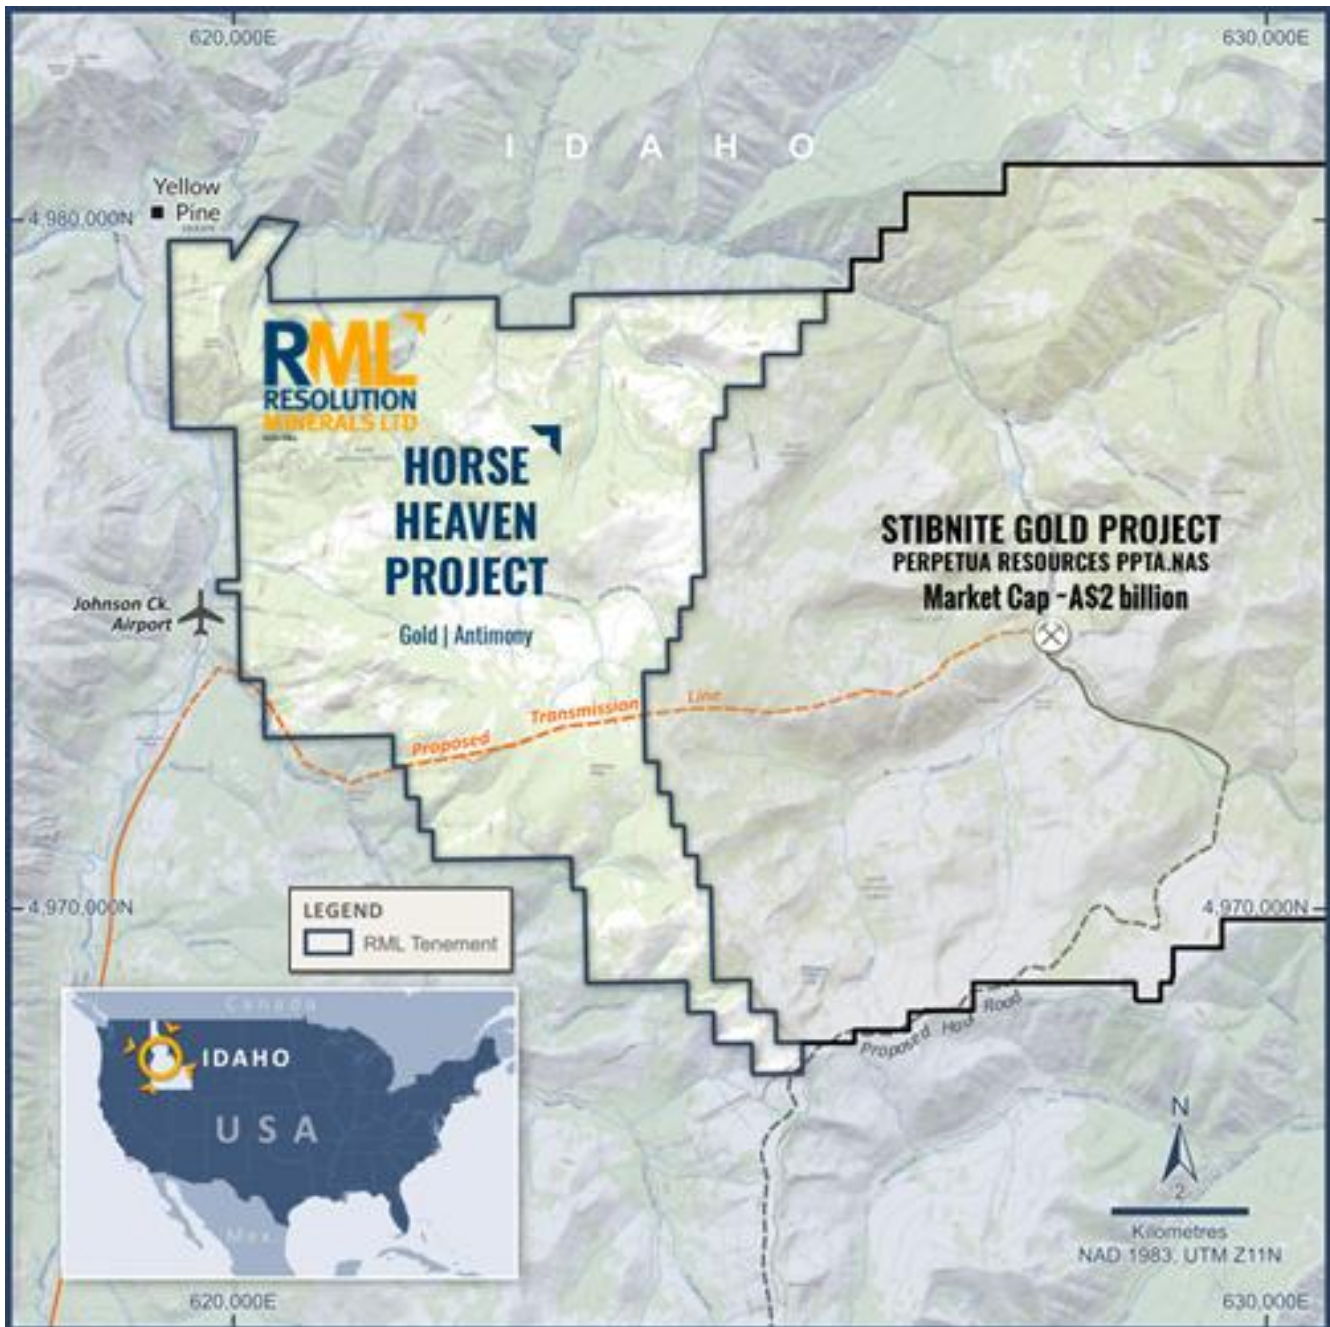 620,000E
630,000E
IDAHO
Yellow
Pine
4,980,000N
RML
RESOLUTION
MINERALS LTD
HORSE
HEAVEN
PROJECT
Gold | Antimony
STIBNITE GOLD PROJECT
PERPETUA RESOURCES PPTA.NAS
Market Cap ~A$2 billion
Johnson Ck.
Airport
Proposed Transmission Line
4,970,000N
4,970,000N
LEGEND
RML Tenement
Proposed Haul Road
Canada
IDAHO
USA
Mex
N
2
Kilometres
NAD 1983, UTM Z11N
620,000E
630,000E